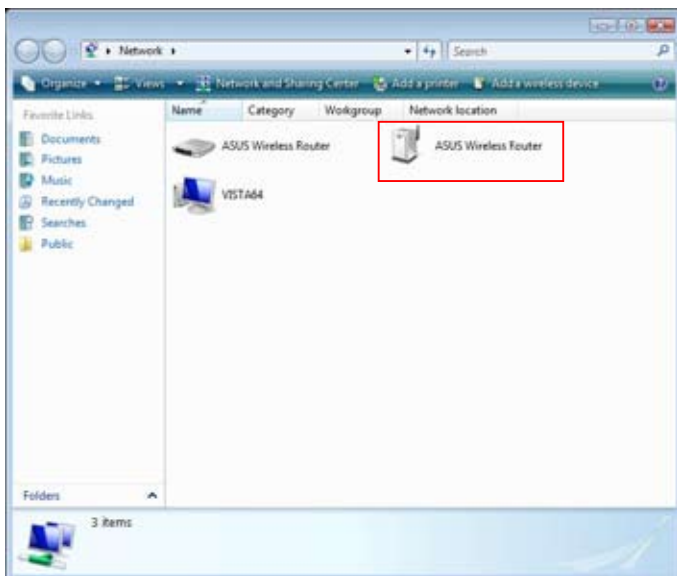 Network
Search
Organize Views Network and Sharing Center Add a printer Add a wireless device
Favorite Links
Name Category Workgroup Network location
Documents
Pictures
Music
Recently Changed
Searches
Public
ASUS Wireless Router ASUS Wireless Router
VISTA64
Folders
3 items